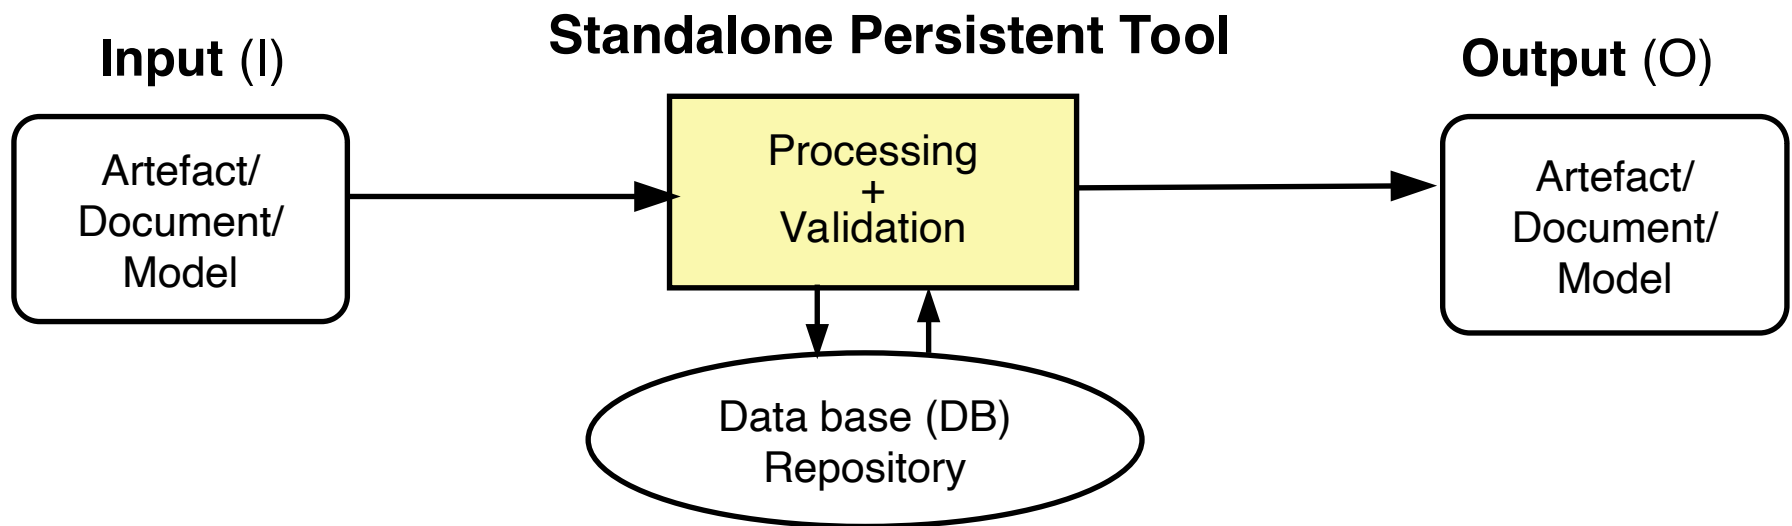 Standalone Persistent Tool
Input (I)
Output (O)
Artefact/
Document/
Model
Processing
+
Validation
Artefact/
Document/
Model
Data base (DB)
Repository